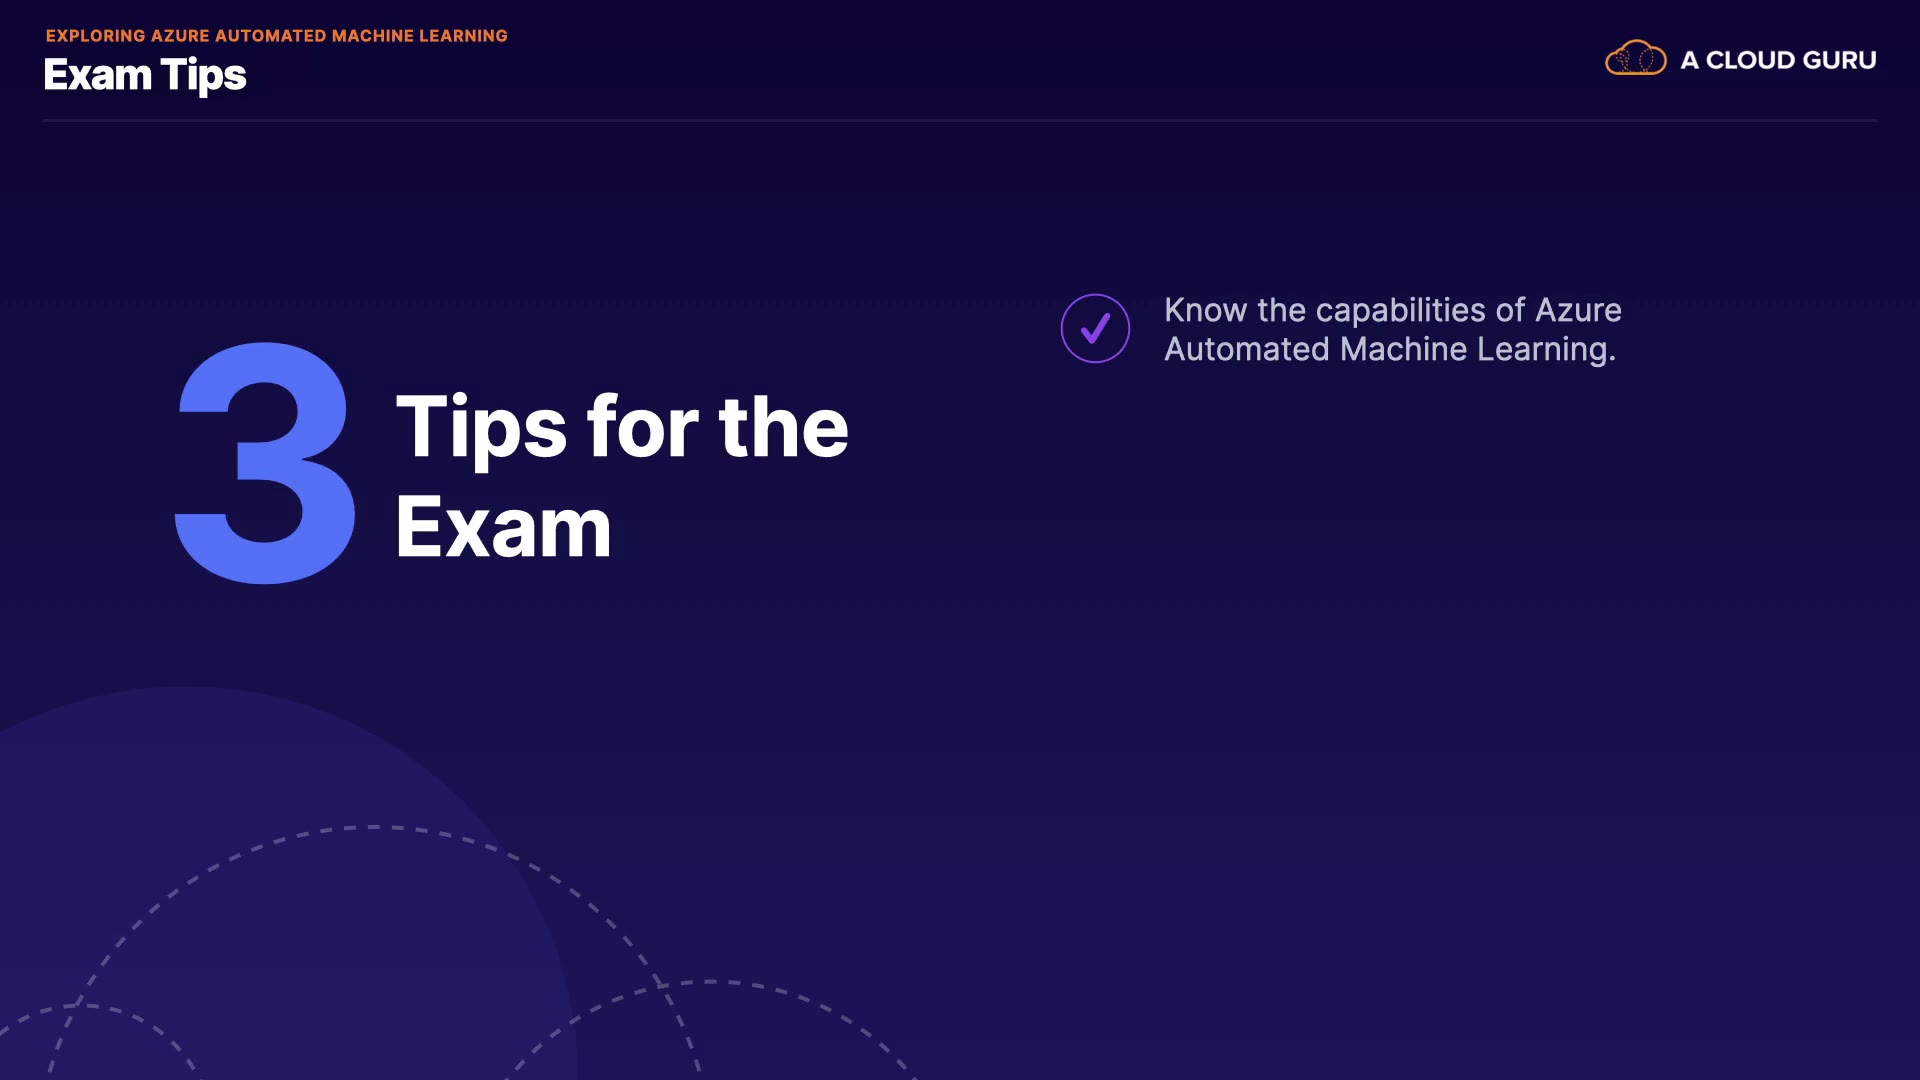 EXPLORING AZURE AUTOMATED MACHINE LEARNING
Exam Tips
A CLOUD GURU
3
Tips for the
Exam
Know the capabilities of Azure
Automated Machine Learning.